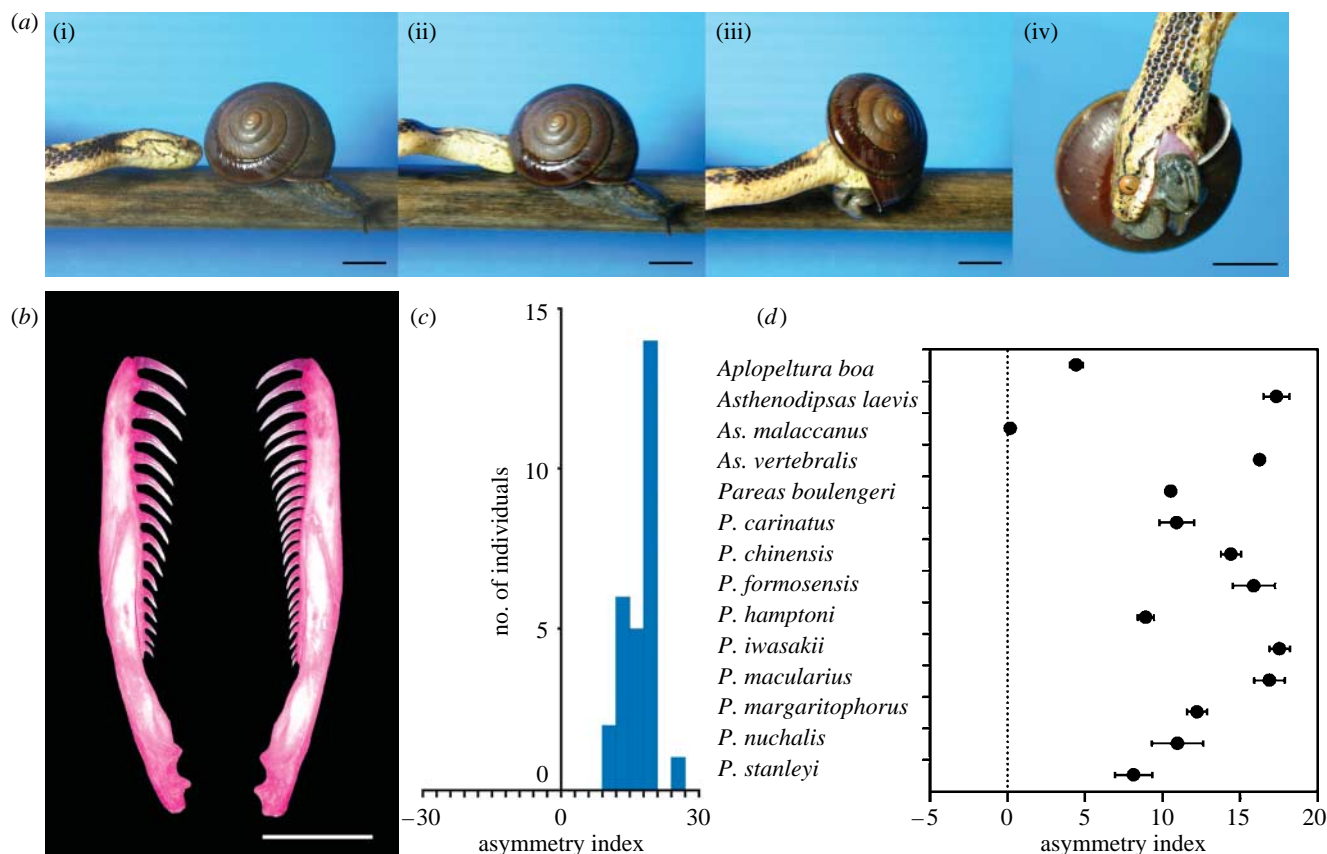 (a)
(i)
(ii)
(iii)
(iv)
(b)
(c)
15
10
5
0
no. of individuals
−30
0
30
asymmetry index
(d)
Aplopeltura boa
Asthenodipsas laevis
As. malaccanus
As. vertebralis
Pareas boulengeri
P. carinatus
P. chinensis
P. formosensis
P. hamptoni
P. iwasakii
P. macularius
P. margaritophorus
P. nuchalis
P. stanleyi
−5
0
5
10
15
20
asymmetry index